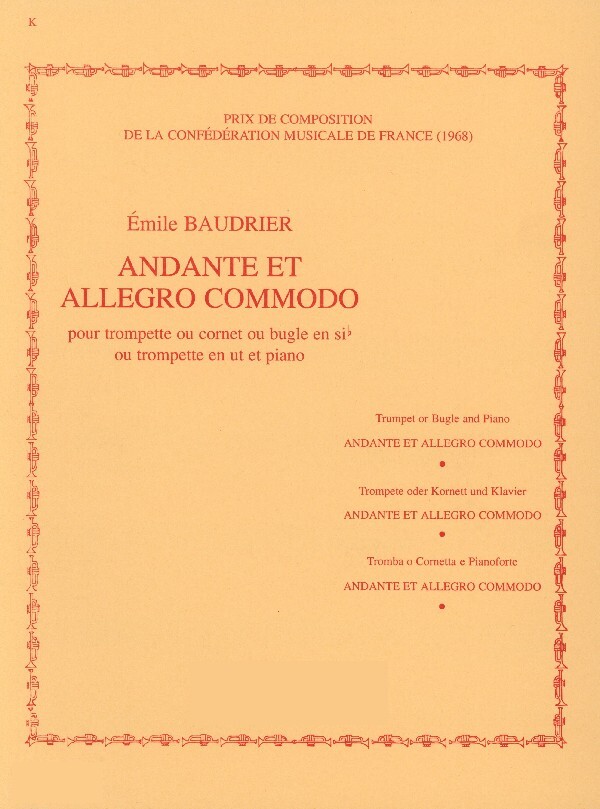 K
PRIX DE COMPOSITION
DE LA CONFÉDÉRATION MUSICALE DE FRANCE (1968)
Émile BAUDRIER
ANDANTE ET
ALLEGRO COMMODO
pour trompette ou cornet ou bugle en si♭
ou trompette en ut et piano
Trumpet or Bugle and Piano
ANDANTE ET ALLEGRO COMMODO
•
Trompete oder Kornett und Klavier
ANDANTE ET ALLEGRO COMMODO
•
Tromba o Cornetta e Pianoforte
ANDANTE ET ALLEGRO COMMODO
•